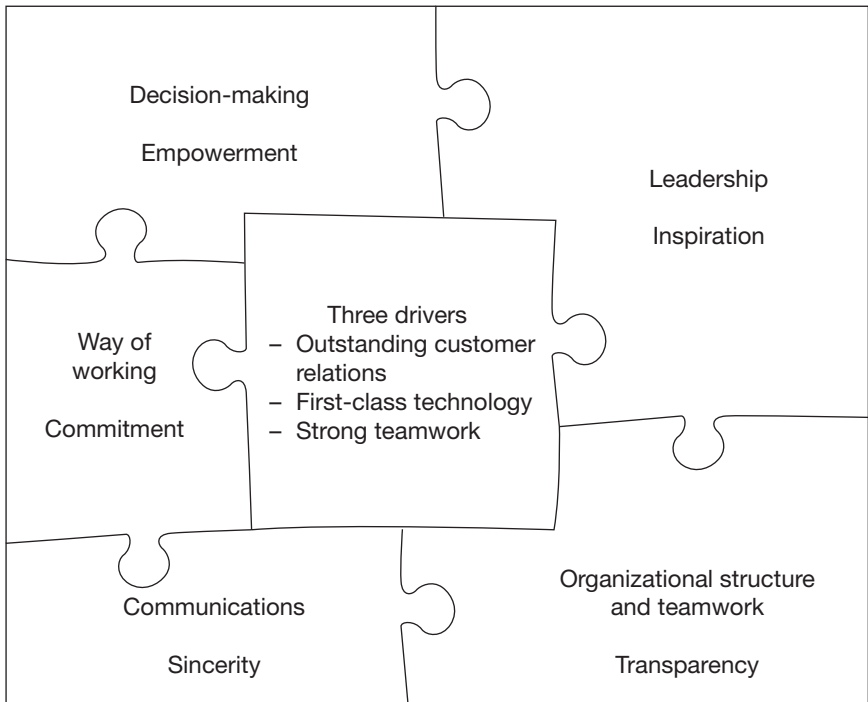 Decision-making
Empowerment
Leadership
Inspiration
Way of
working
Commitment
Three drivers
– Outstanding customer
relations
– First-class technology
– Strong teamwork
Communications
Sincerity
Organizational structure
and teamwork
Transparency